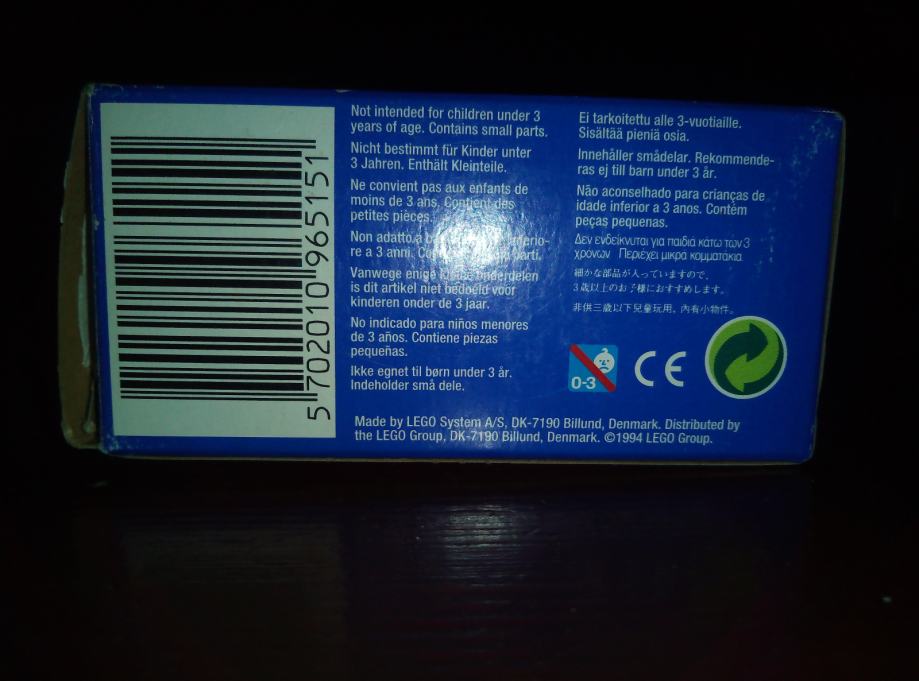 5 702010 965151
Not intended for children under 3
years of age. Contains small parts.
Nicht bestimmt für Kinder unter
3 Jahren. Enthält Kleinteile.
Ne convient pas aux enfants de
moins de 3 ans. Contient des
petites pièces.
Non adatto a
re a 3 anni. parti.
Vanwege enige kleine onderdelen
is dit artikel niet bedoeld voor
kinderen onder de 3 jaar.
No indicado para niños menores
de 3 años. Contiene piezas
pequeñas.
Ikke egnet til børn under 3 år.
Indeholder små dele.
Ei tarkoitettu alle 3-vuotiaille.
Sisältää pieniä osia.
Innehåller smådelar. Rekommende-
ras ej till barn under 3 år.
Não aconselhado para crianças de
idade inferior a 3 anos. Contém
peças pequenas.
Δεν ενδείκνυται για παιδιά κάτω των 3
χρονων Περιεχει μικρα κομματάκια.
細かな部品が入っていますので、
3歳以上のお子様におすすめします。
非供三歲以下兒童玩用。內有小物件。
0-3
CE
Made by LEGO System A/S, DK-7190 Billund, Denmark. Distributed by
the LEGO Group, DK-7190 Billund, Denmark. ©1994 LEGO Group.